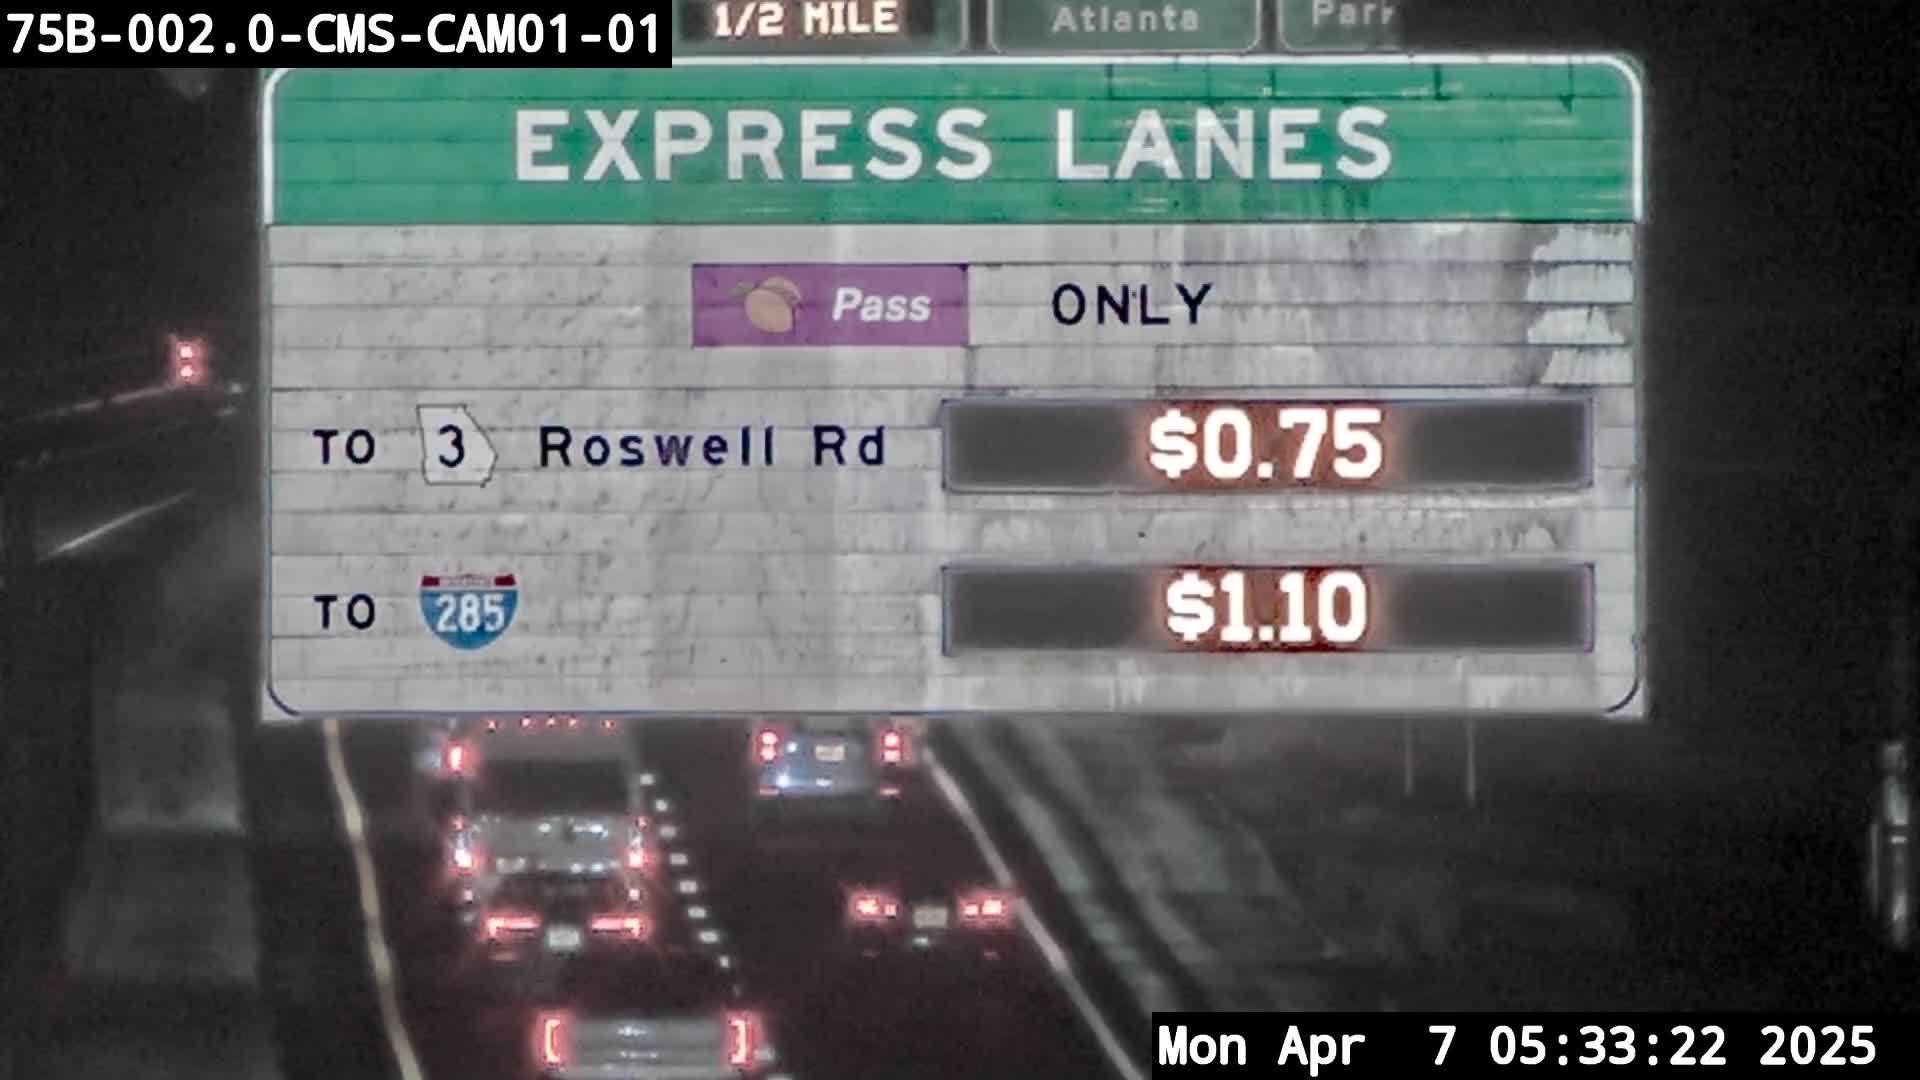 75B-002.0-CMS-CAM01-01
1/2 MILE
Atlanta
EXPRESS LANES
Pass ONLY
TO 3 Roswell Rd $0.75
TO 285 $1.10
Mon Apr 7 05:33:22 2025